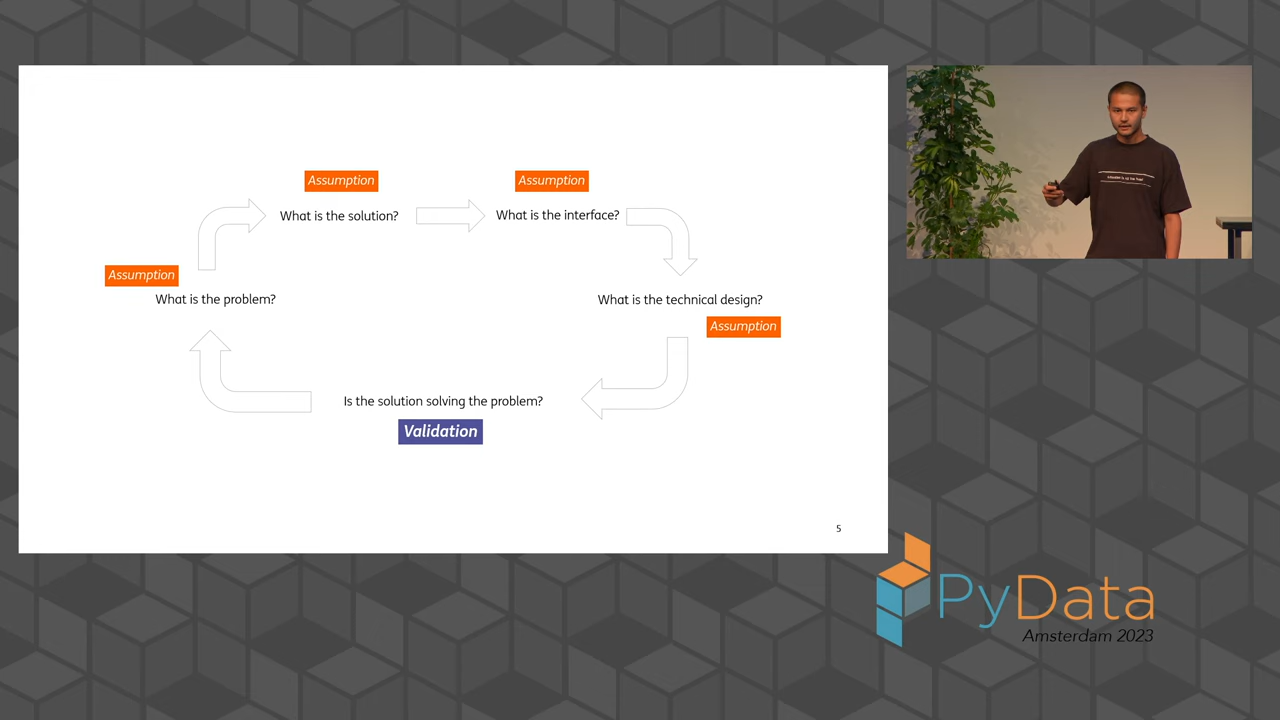 Assumption
Assumption
What is the solution?
What is the interface?
Assumption
What is the problem?
What is the technical design?
Assumption
Is the solution solving the problem?
Validation
5
PyData
Amsterdam 2023